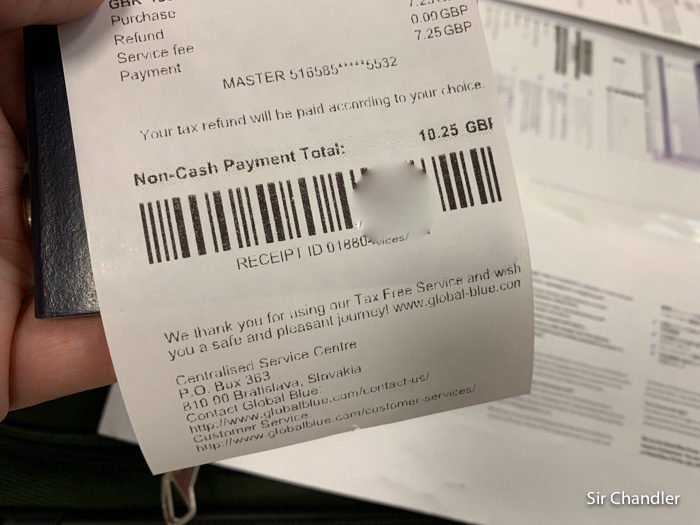 Purchase
Refund 0.00 GBP
Service fee 7.25 GBP
Payment
MASTER 516585*****5532
Your tax refund will be paid according to your choice.
Non-Cash Payment Total: 10.25 GBP
RECEIPT ID 01880
We thank you for using our Tax Free Service and wish
you a safe and pleasant journey! www.global-blue.com
Centralised Service Centre
P.O. Box 363
810 00 Bratislava, Slovakia
Contact Global Blue:
http://www.globalblue.com/contact-us/
Customer Service
http://www.globalblue.com/customer-services/
Sir Chandler